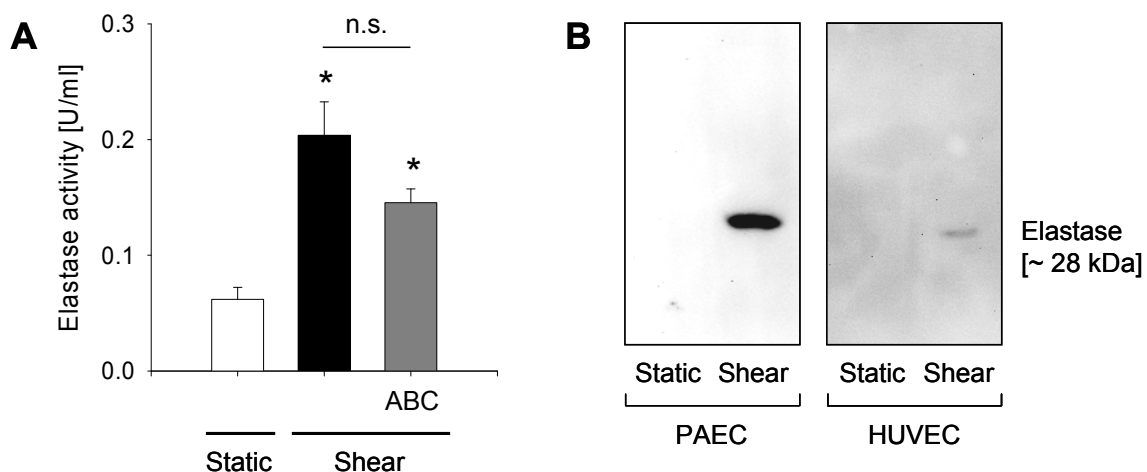 A
Elastase activity [U/ml]
0.3
0.2
0.1
0.0
n.s.
*
*
ABC
Static
Shear
B
Elastase
[~ 28 kDa]
Static Shear
Static Shear
PAEC
HUVEC